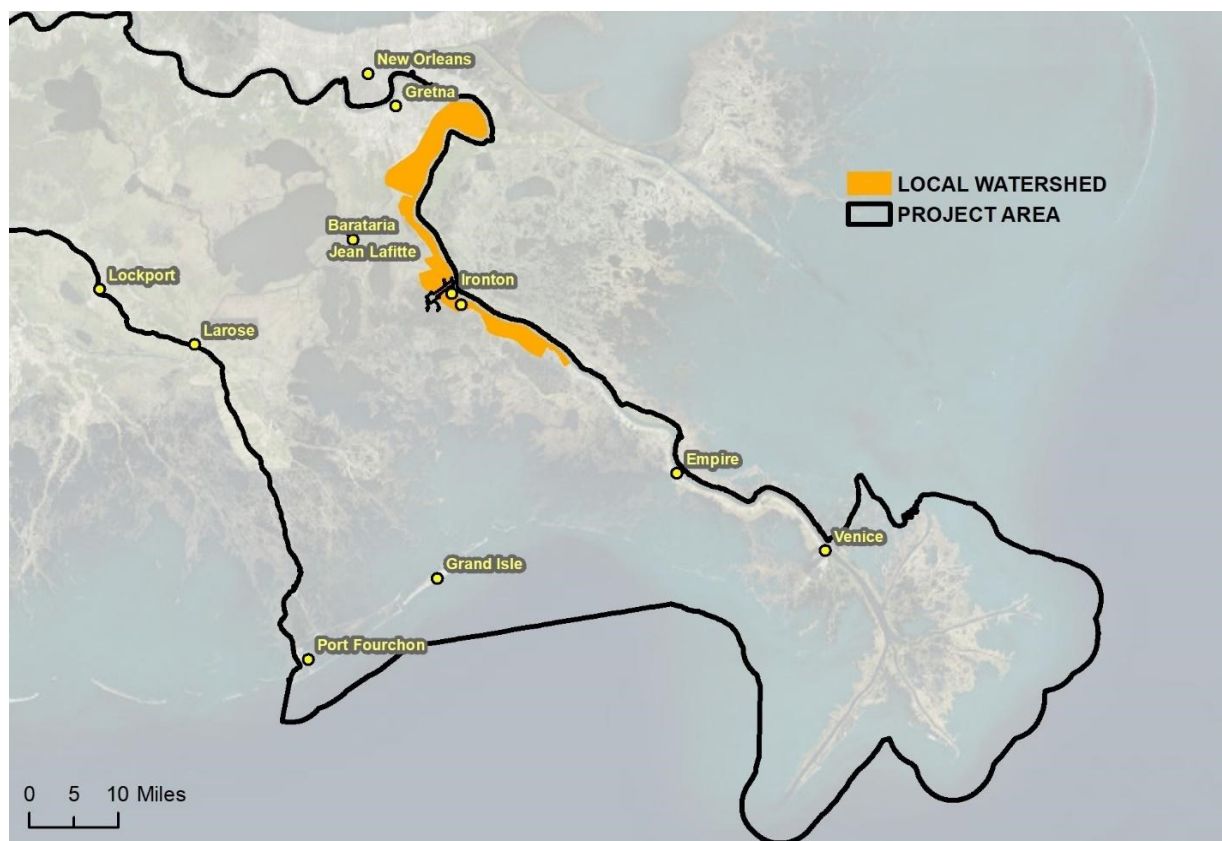 New Orleans
Gretna
LOCAL WATERSHED
PROJECT AREA
Barataria
Jean Lafitte
Lockport
Ironton
Larose
Empire
Venice
Grand Isle
Port Fourchon
0 5 10 Miles